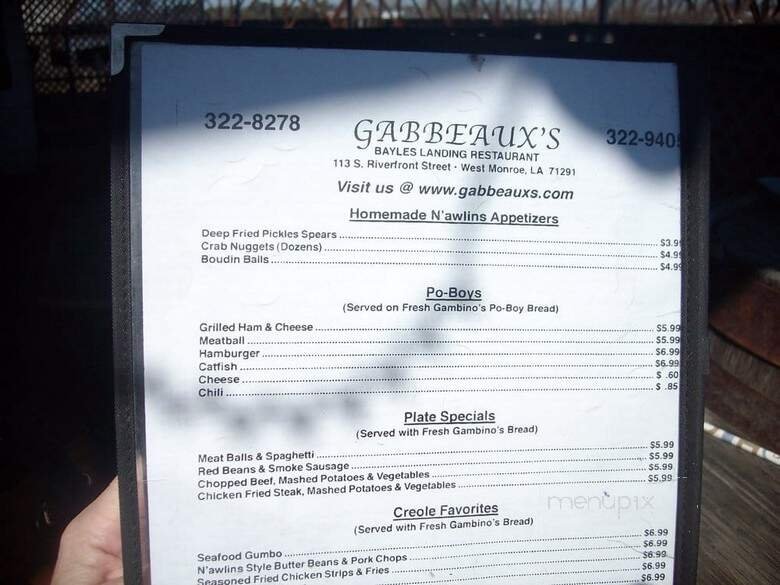 322-8278
GABBEAUX'S
322-940
BAYLES LANDING RESTAURANT
113 S. Riverfront Street · West Monroe, LA 71291
Visit us @ www.gabbeauxs.com
Homemade N'awlins Appetizers
Deep Fried Pickles Spears ........ $3.99
Crab Nuggets (Dozens) ........ $4.99
Boudin Balls ........ $4.99
Po-Boys
(Served on Fresh Gambino's Po-Boy Bread)
Grilled Ham & Cheese ........ $5.99
Meatball ........ $5.99
Hamburger ........ $6.99
Catfish ........ $6.99
Cheese ........ $ .60
Chili ........ $ .85
Plate Specials
(Served with Fresh Gambino's Bread)
Meat Balls & Spaghetti ........ $5.99
Red Beans & Smoke Sausage ........ $5.99
Chopped Beef, Mashed Potatoes & Vegetables ........ $5.99
Chicken Fried Steak, Mashed Potatoes & Vegetables ........ $5.99
menupix
Creole Favorites
(Served with Fresh Gambino's Bread)
Seafood Gumbo ........ $6.99
N'awlins Style Butter Beans & Pork Chops ........ $6.99
Seasoned Fried Chicken Strips & Fries ........ $6.99
$6.99